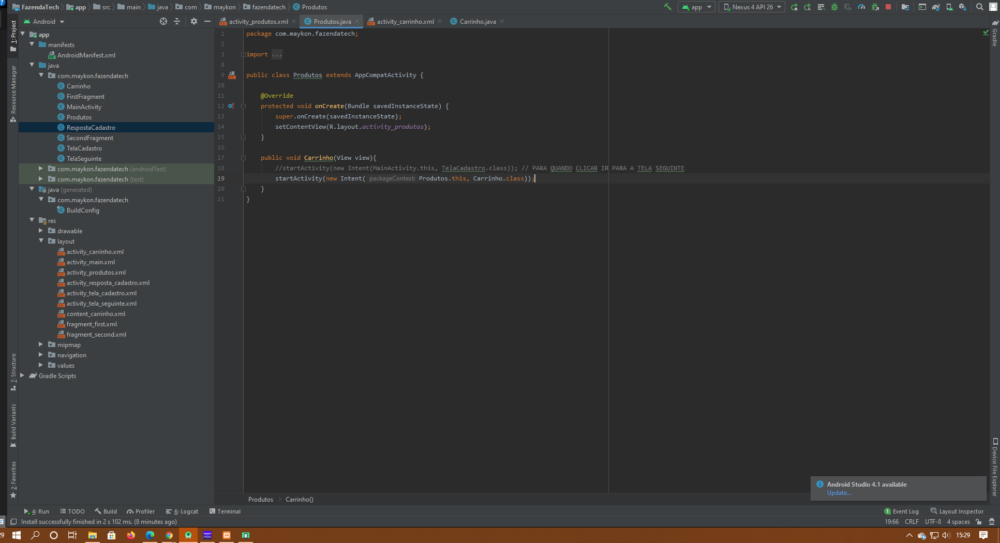 FazendaTech app src main java com maykon fazendatech Produtos
app Nexus 4 API 26
1: Project
Resource Manager
7: Structure
Build Variants
2: Favorites
Android
app
manifests
AndroidManifest.xml
java
com.maykon.fazendatech
Carrinho
FirstFragment
MainActivity
Produtos
RespostaCadastro
SecondFragment
TelaCadastro
TelaSeguinte
com.maykon.fazendatech (androidTest)
com.maykon.fazendatech (test)
java (generated)
com.maykon.fazendatech
BuildConfig
res
drawable
layout
activity_carrinho.xml
activity_main.xml
activity_produtos.xml
activity_resposta_cadastro.xml
activity_tela_cadastro.xml
activity_tela_seguinte.xml
content_carrinho.xml
fragment_first.xml
fragment_second.xml
mipmap
navigation
values
Gradle Scripts
activity_produtos.xml Produtos.java activity_carrinho.xml Carrinho.java
1 package com.maykon.fazendatech;
2
3 import ...
8
9 public class Produtos extends AppCompatActivity {
10
11 @Override
12 protected void onCreate(Bundle savedInstanceState) {
13 super.onCreate(savedInstanceState);
14 setContentView(R.layout.activity_produtos);
15 }
16
17 public void Carrinho(View view){
18 //startActivity(new Intent(MainActivity.this, TelaCadastro.class)); // PARA QUANDO CLICAR IR PARA A TELA SEGUINTE
19 startActivity(new Intent( packageContext: Produtos.this, Carrinho.class));
20 }
21 }
Gradle
Device File Explorer
Android Studio 4.1 available
Update...
Produtos Carrinho()
4: Run TODO Build Profiler 6: Logcat Terminal
1 Event Log Layout Inspector
Install successfully finished in 2 s 102 ms. (8 minutes ago)
19:66 CRLF UTF-8 4 spaces
29
amazon music
15:29